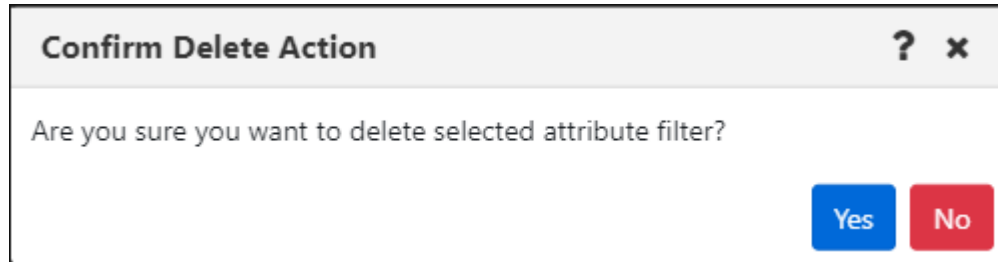 Confirm Delete Action ? ×
Are you sure you want to delete selected attribute filter?
Yes No